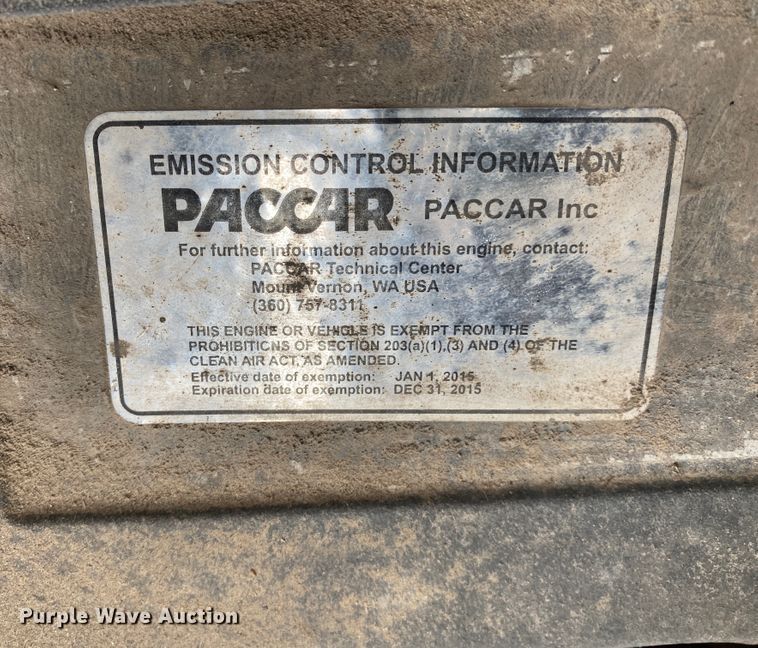 EMISSION CONTROL INFORMATION
PACCAR PACCAR Inc
For further information about this engine, contact:
PACCAR Technical Center
Mount Vernon, WA USA
(360) 757-8311
THIS ENGINE OR VEHICLE IS EXEMPT FROM THE
PROHIBITIONS OF SECTION 203(a)(1),(3) AND (4) OF THE
CLEAN AIR ACT, AS AMENDED.
Effective date of exemption: JAN 1, 2015
Expiration date of exemption: DEC 31, 2015
Purple Wave Auction